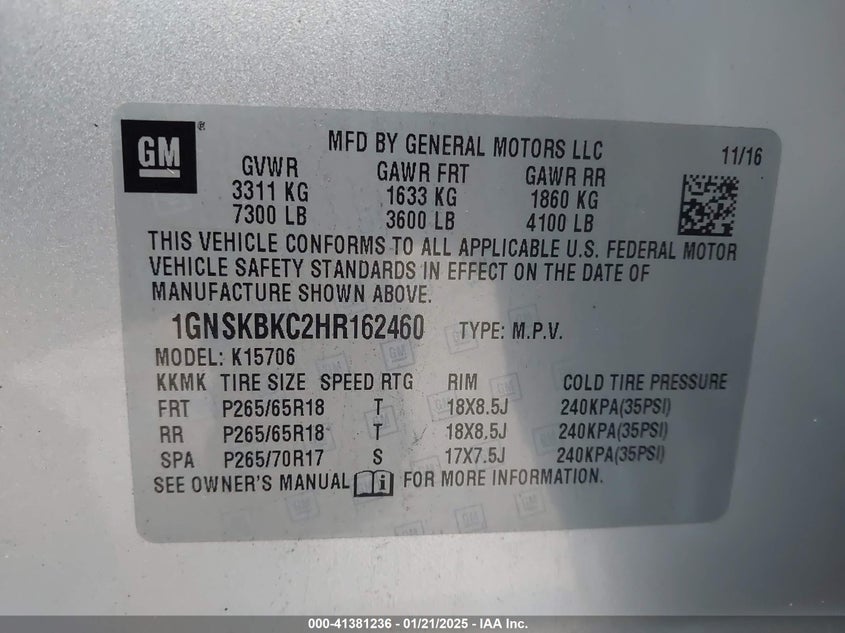 GM ®
MFD BY GENERAL MOTORS LLC 11/16
GVWR GAWR FRT GAWR RR
3311 KG 1633 KG 1860 KG
7300 LB 3600 LB 4100 LB
THIS VEHICLE CONFORMS TO ALL APPLICABLE U.S. FEDERAL MOTOR
VEHICLE SAFETY STANDARDS IN EFFECT ON THE DATE OF
MANUFACTURE SHOWN ABOVE.
1GNSKBKC2HR162460 TYPE: M.P.V.
MODEL: K15706
KKMK TIRE SIZE SPEED RTG RIM COLD TIRE PRESSURE
FRT P265/65R18 T 18X8.5J 240KPA(35PSI)
RR P265/65R18 T 18X8.5J 240KPA(35PSI)
SPA P265/70R17 S 17X7.5J 240KPA(35PSI)
SEE OWNER'S MANUAL i FOR MORE INFORMATION.
000-41381236 - 01/21/2025 - IAA Inc.